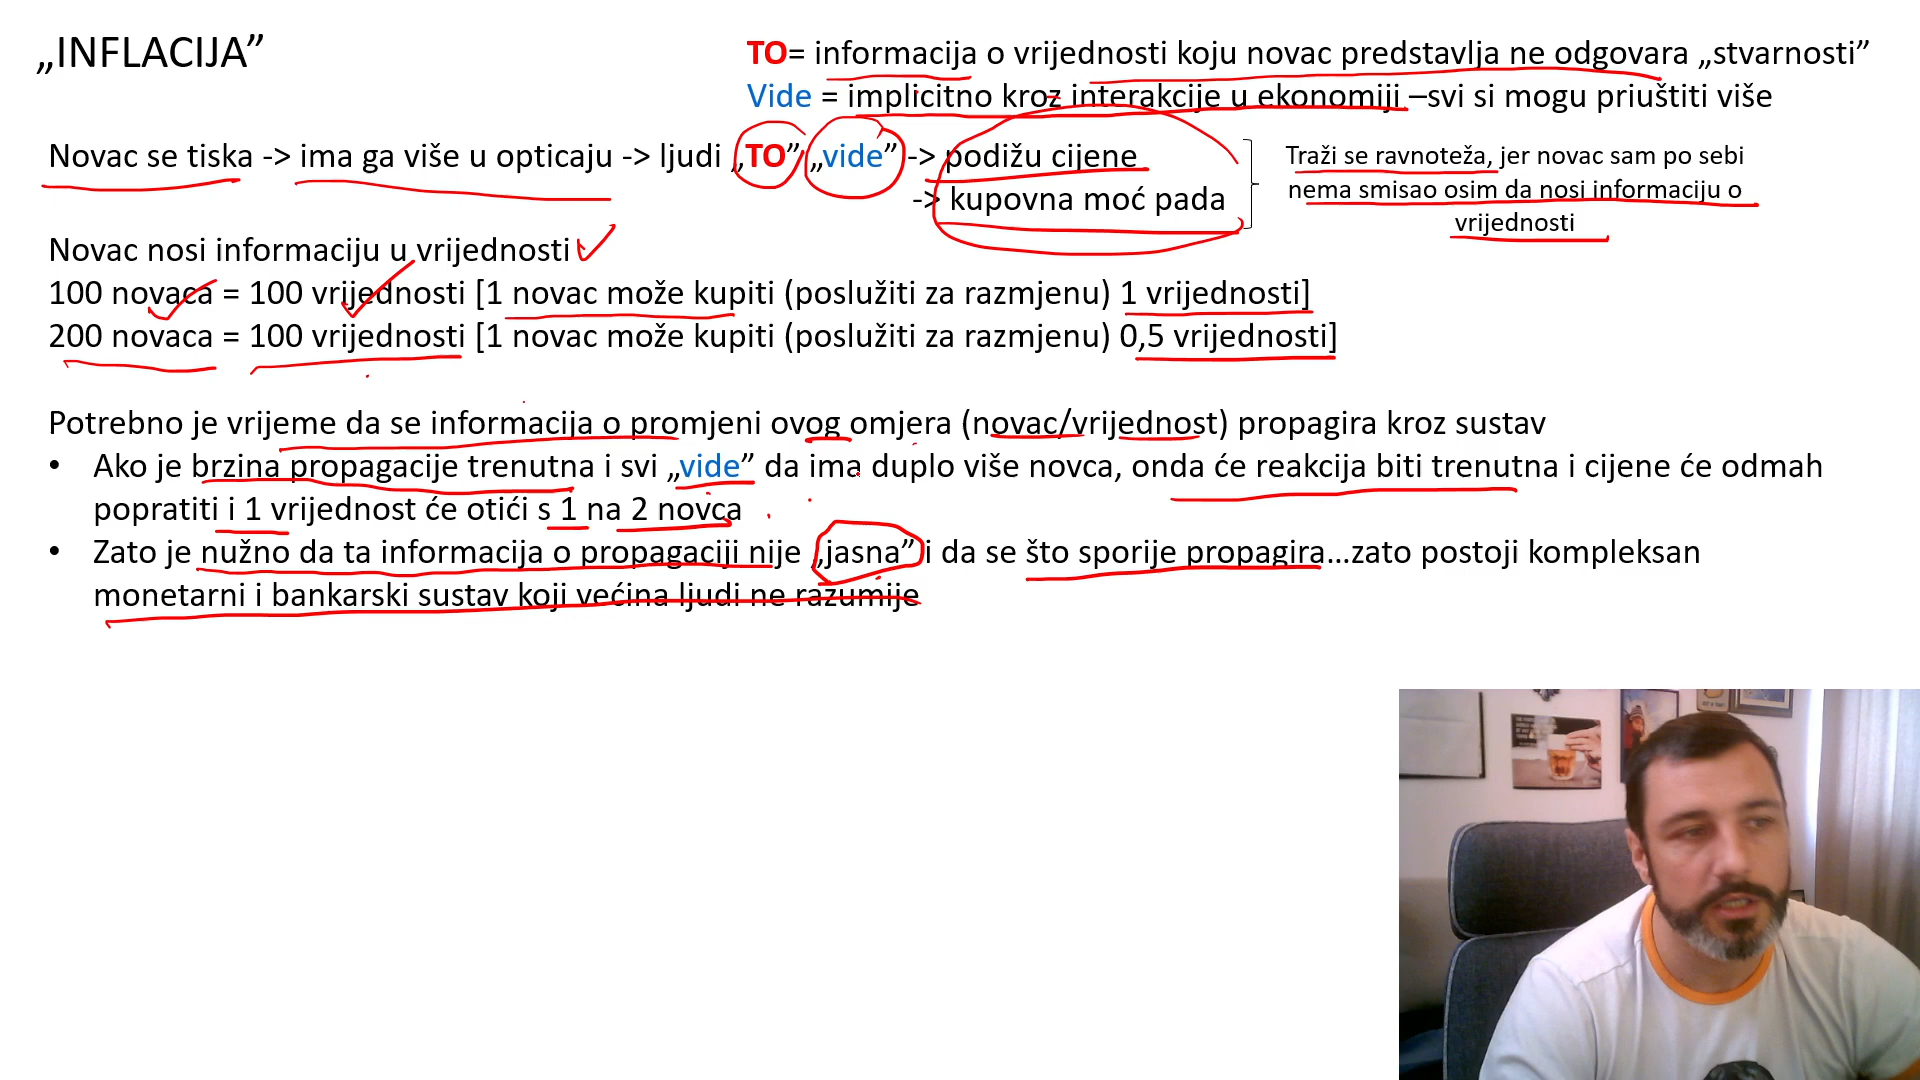 „INFLACIJA”
TO= informacija o vrijednosti koju novac predstavlja ne odgovara „stvarnosti”
Vide = implicitno kroz interakcije u ekonomiji –svi si mogu priuštiti više
Novac se tiska -> ima ga više u opticaju -> ljudi „TO” „vide” -> podižu cijene
-> kupovna moć pada
Traži se ravnoteža, jer novac sam po sebi
nema smisao osim da nosi informaciju o
vrijednosti
Novac nosi informaciju u vrijednosti
100 novaca = 100 vrijednosti [1 novac može kupiti (poslužiti za razmjenu) 1 vrijednosti]
200 novaca = 100 vrijednosti [1 novac može kupiti (poslužiti za razmjenu) 0,5 vrijednosti]
Potrebno je vrijeme da se informacija o promjeni ovog omjera (novac/vrijednost) propagira kroz sustav
• Ako je brzina propagacije trenutna i svi „vide” da ima duplo više novca, onda će reakcija biti trenutna i cijene će odmah
popratiti i 1 vrijednost će otići s 1 na 2 novca
• Zato je nužno da ta informacija o propagaciji nije „jasna” i da se što sporije propagira...zato postoji kompleksan
monetarni i bankarski sustav koji većina ljudi ne razumije